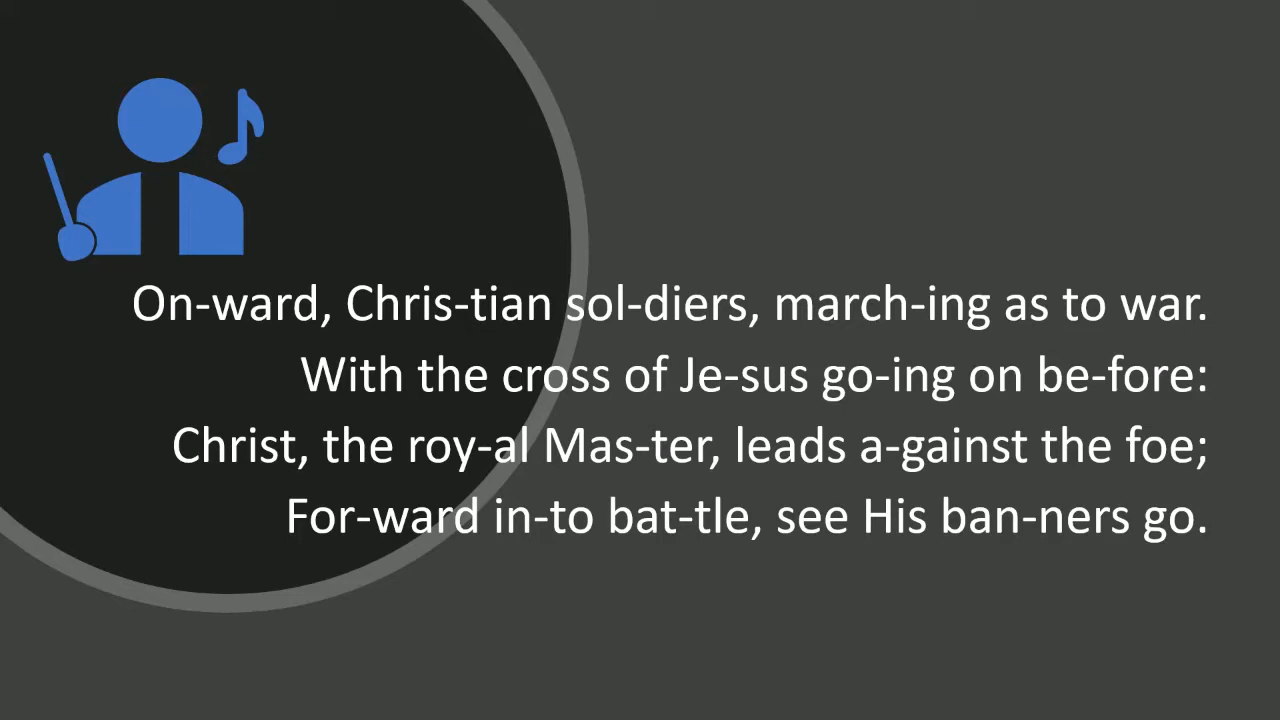 On-ward, Chris-tian sol-diers, march-ing as to war.
With the cross of Je-sus go-ing on be-fore:
Christ, the roy-al Mas-ter, leads a-gainst the foe;
For-ward in-to bat-tle, see His ban-ners go.